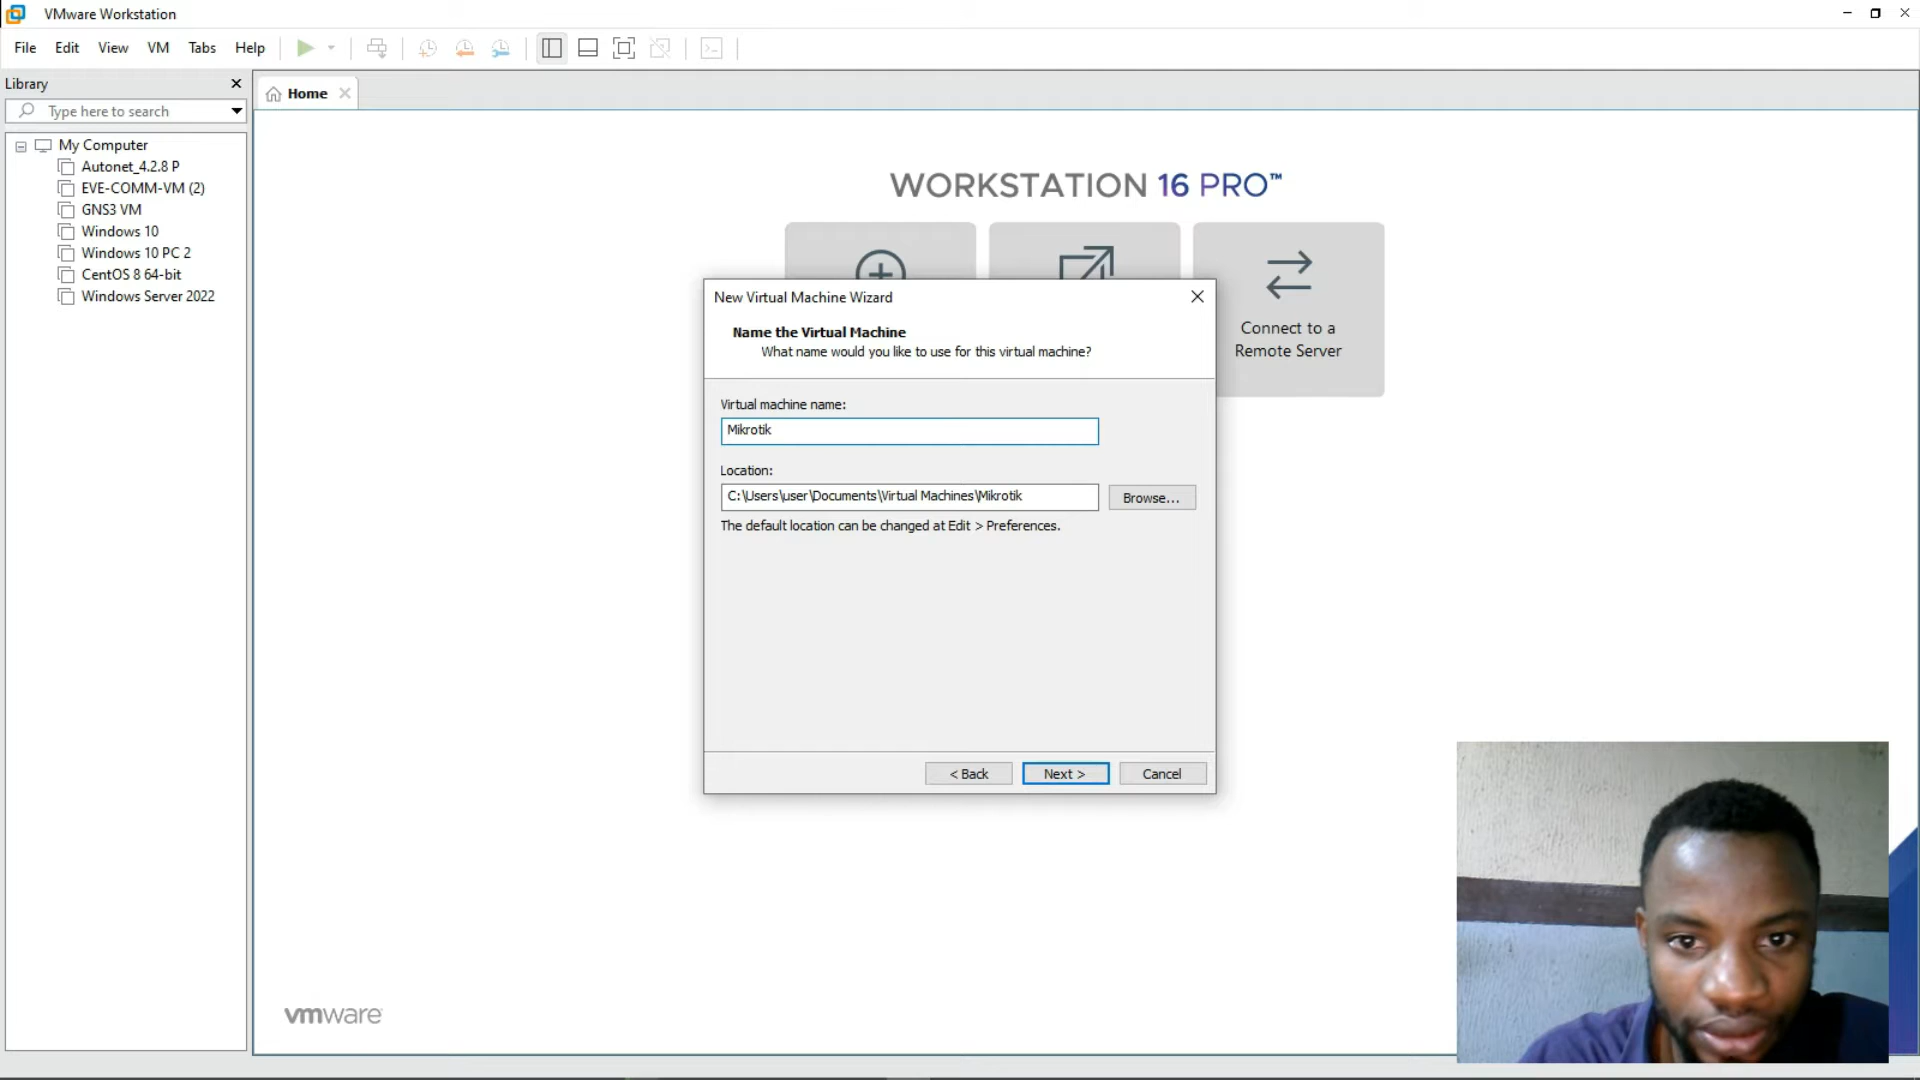 VMware Workstation
File Edit View VM Tabs Help
Library
Type here to search
Home
My Computer
Autonet_4.2.8 P
EVE-COMM-VM (2)
GNS3 VM
Windows 10
Windows 10 PC 2
CentOS 8 64-bit
Windows Server 2022
WORKSTATION 16 PRO™
Connect to a
Remote Server
New Virtual Machine Wizard
Name the Virtual Machine
What name would you like to use for this virtual machine?
Virtual machine name:
Mikrotik
Location:
C:\Users\user\Documents\Virtual Machines\Mikrotik
Browse...
The default location can be changed at Edit > Preferences.
< Back Next > Cancel
vmware